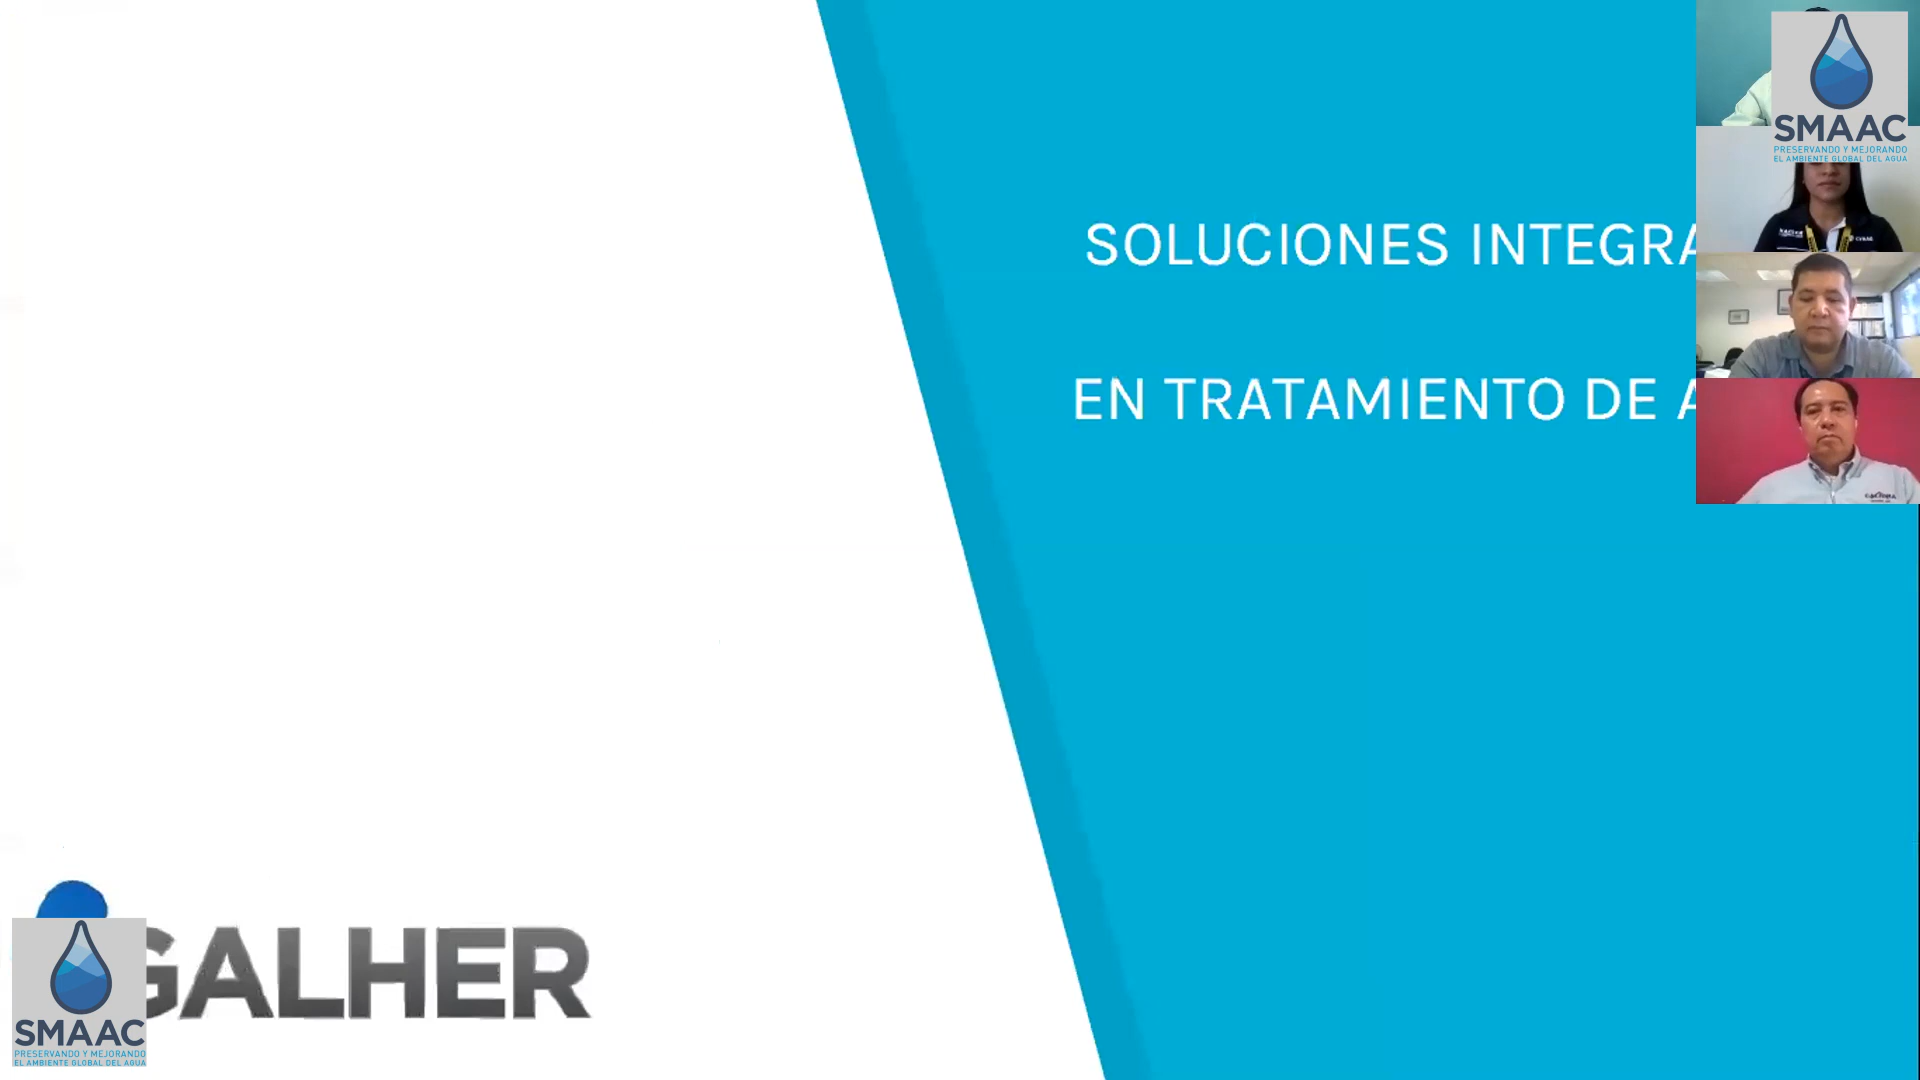 SOLUCIONES INTEGRA
EN TRATAMIENTO DE A
SMAAC
PRESERVANDO Y MEJORANDO
EL AMBIENTE GLOBAL DEL AGUA
GALHER
SMAAC
PRESERVANDO Y MEJORANDO
EL AMBIENTE GLOBAL DEL AGUA